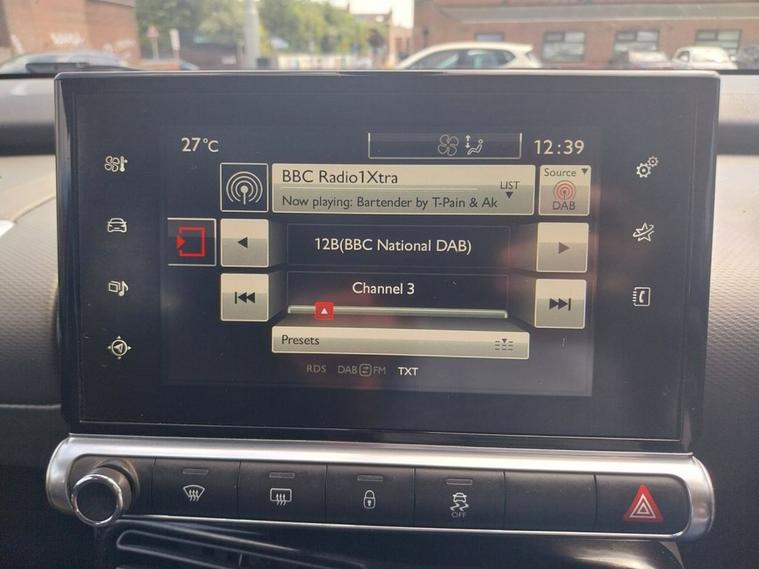 27°C
12:39
BBC Radio1Xtra
LIST
Now playing: Bartender by T-Pain & Ak
Source
DAB
12B(BBC National DAB)
Channel 3
Presets
RDS DAB FM TXT
OFF